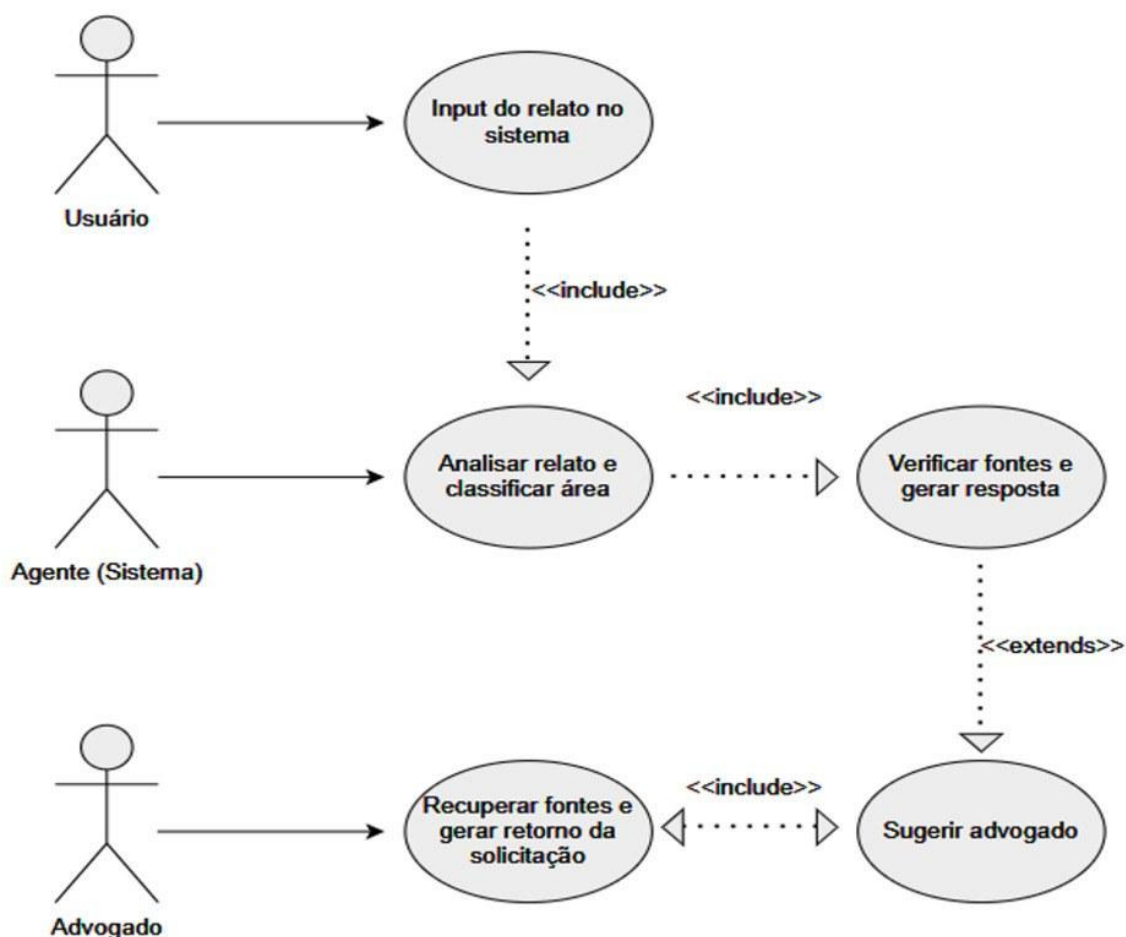 Input do relato no
sistema
Usuário
<<include>>
<<include>>
Analisar relato e
classificar área
Verificar fontes e
gerar resposta
Agente (Sistema)
<<extends>>
<<include>>
Recuperar fontes e
gerar retorno da
solicitação
Sugerir advogado
Advogado